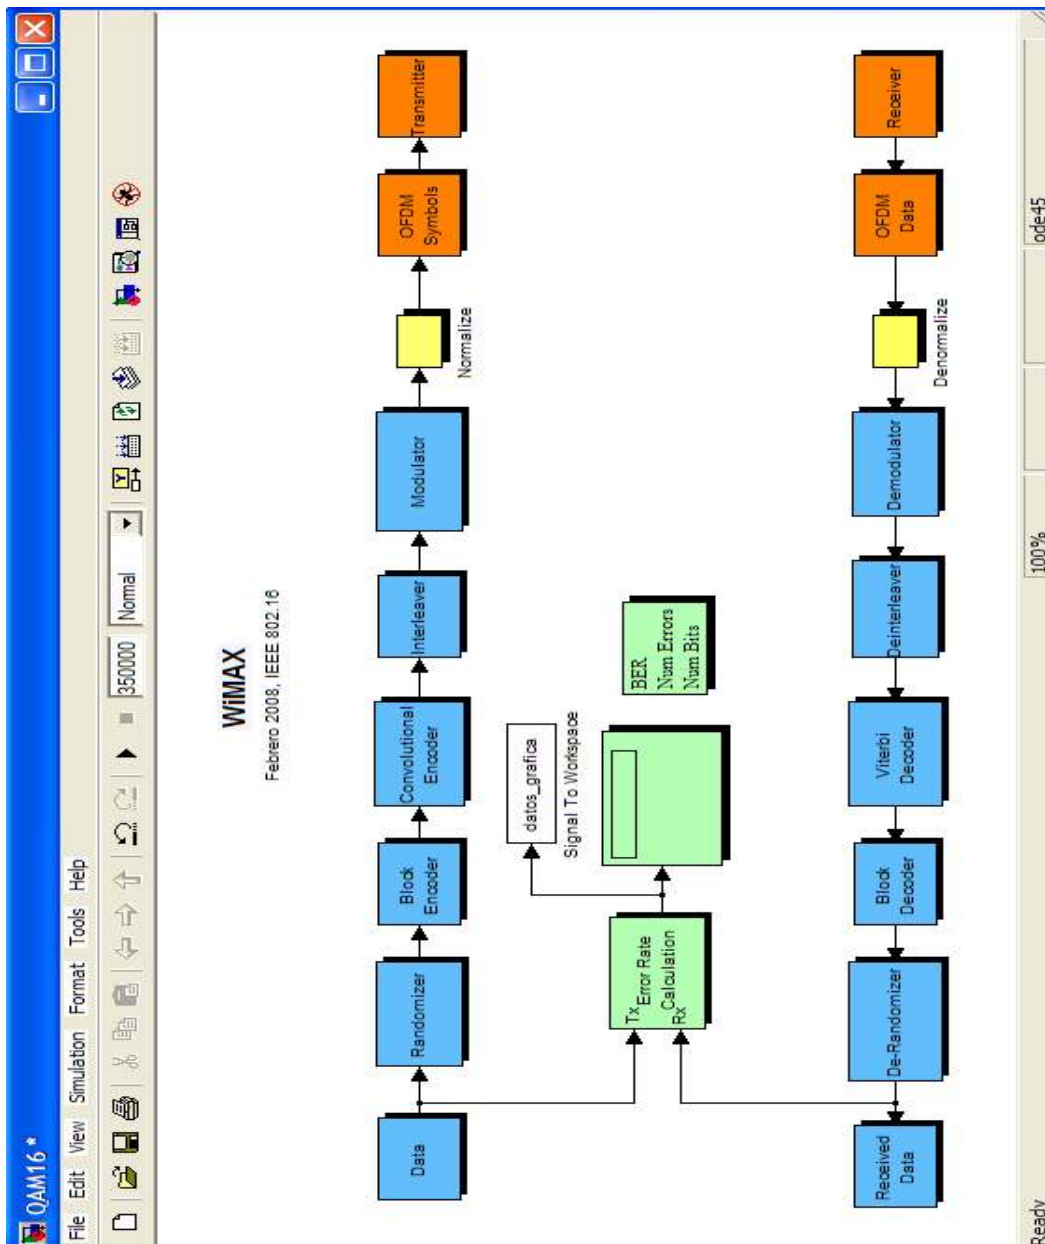 QAM16 *
File Edit View Simulation Format Tools Help
350000 Normal
WiMAX
Febrero 2008, IEEE 802.16
Data
Randomizer
Block
Encoder
Convolutional
Encoder
Interleaver
Modulator
Normalize
OFDM
Symbols
Transmitter
datos_grafica
Signal To Workspace
Tx
Error Rate
Calculation
Rx
BER
Num Errors
Num Bits
Received
Data
De-Randomizer
Block
Decoder
Viterbi
Decoder
Deinterleaver
Demodulator
Denormalize
OFDM
Data
Receiver
Ready 100% ode45